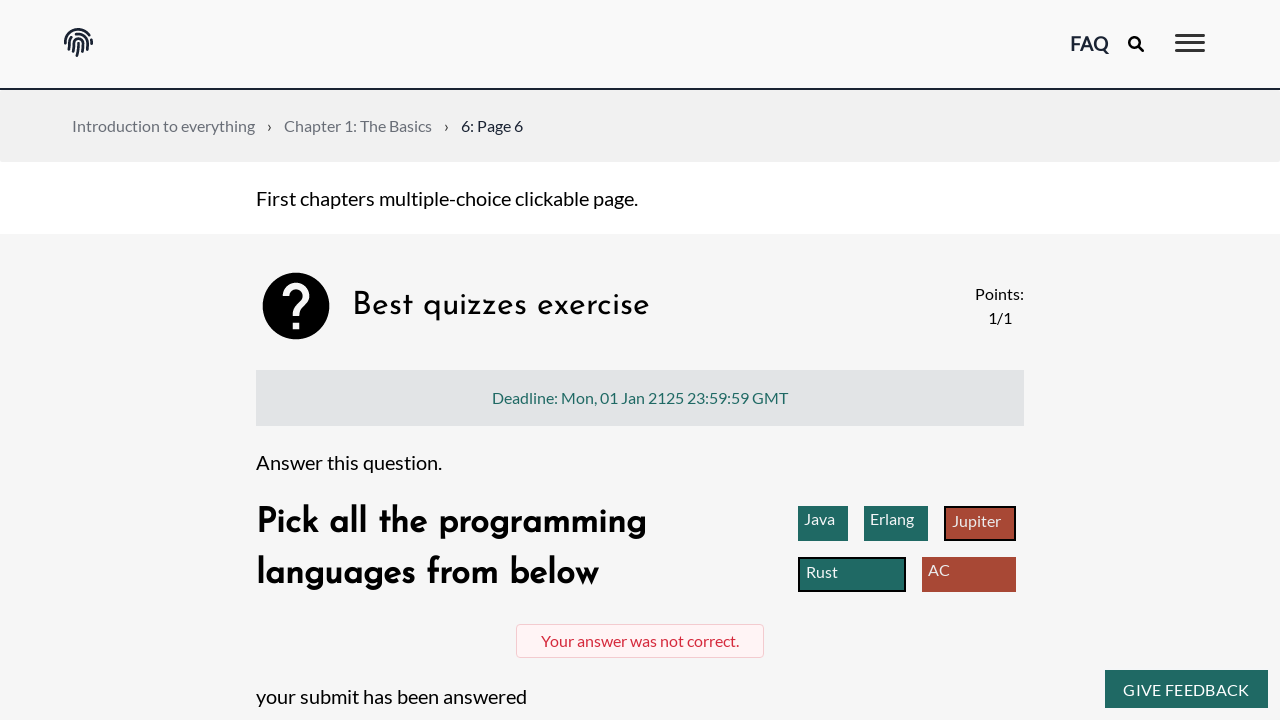 FAQ
Introduction to everything › Chapter 1: The Basics › 6: Page 6
First chapters multiple-choice clickable page.
Best quizzes exercise
Points:
1/1
Deadline: Mon, 01 Jan 2125 23:59:59 GMT
Answer this question.
Pick all the programming
languages from below
Java Erlang Jupiter
Rust AC
Your answer was not correct.
your submit has been answered
GIVE FEEDBACK